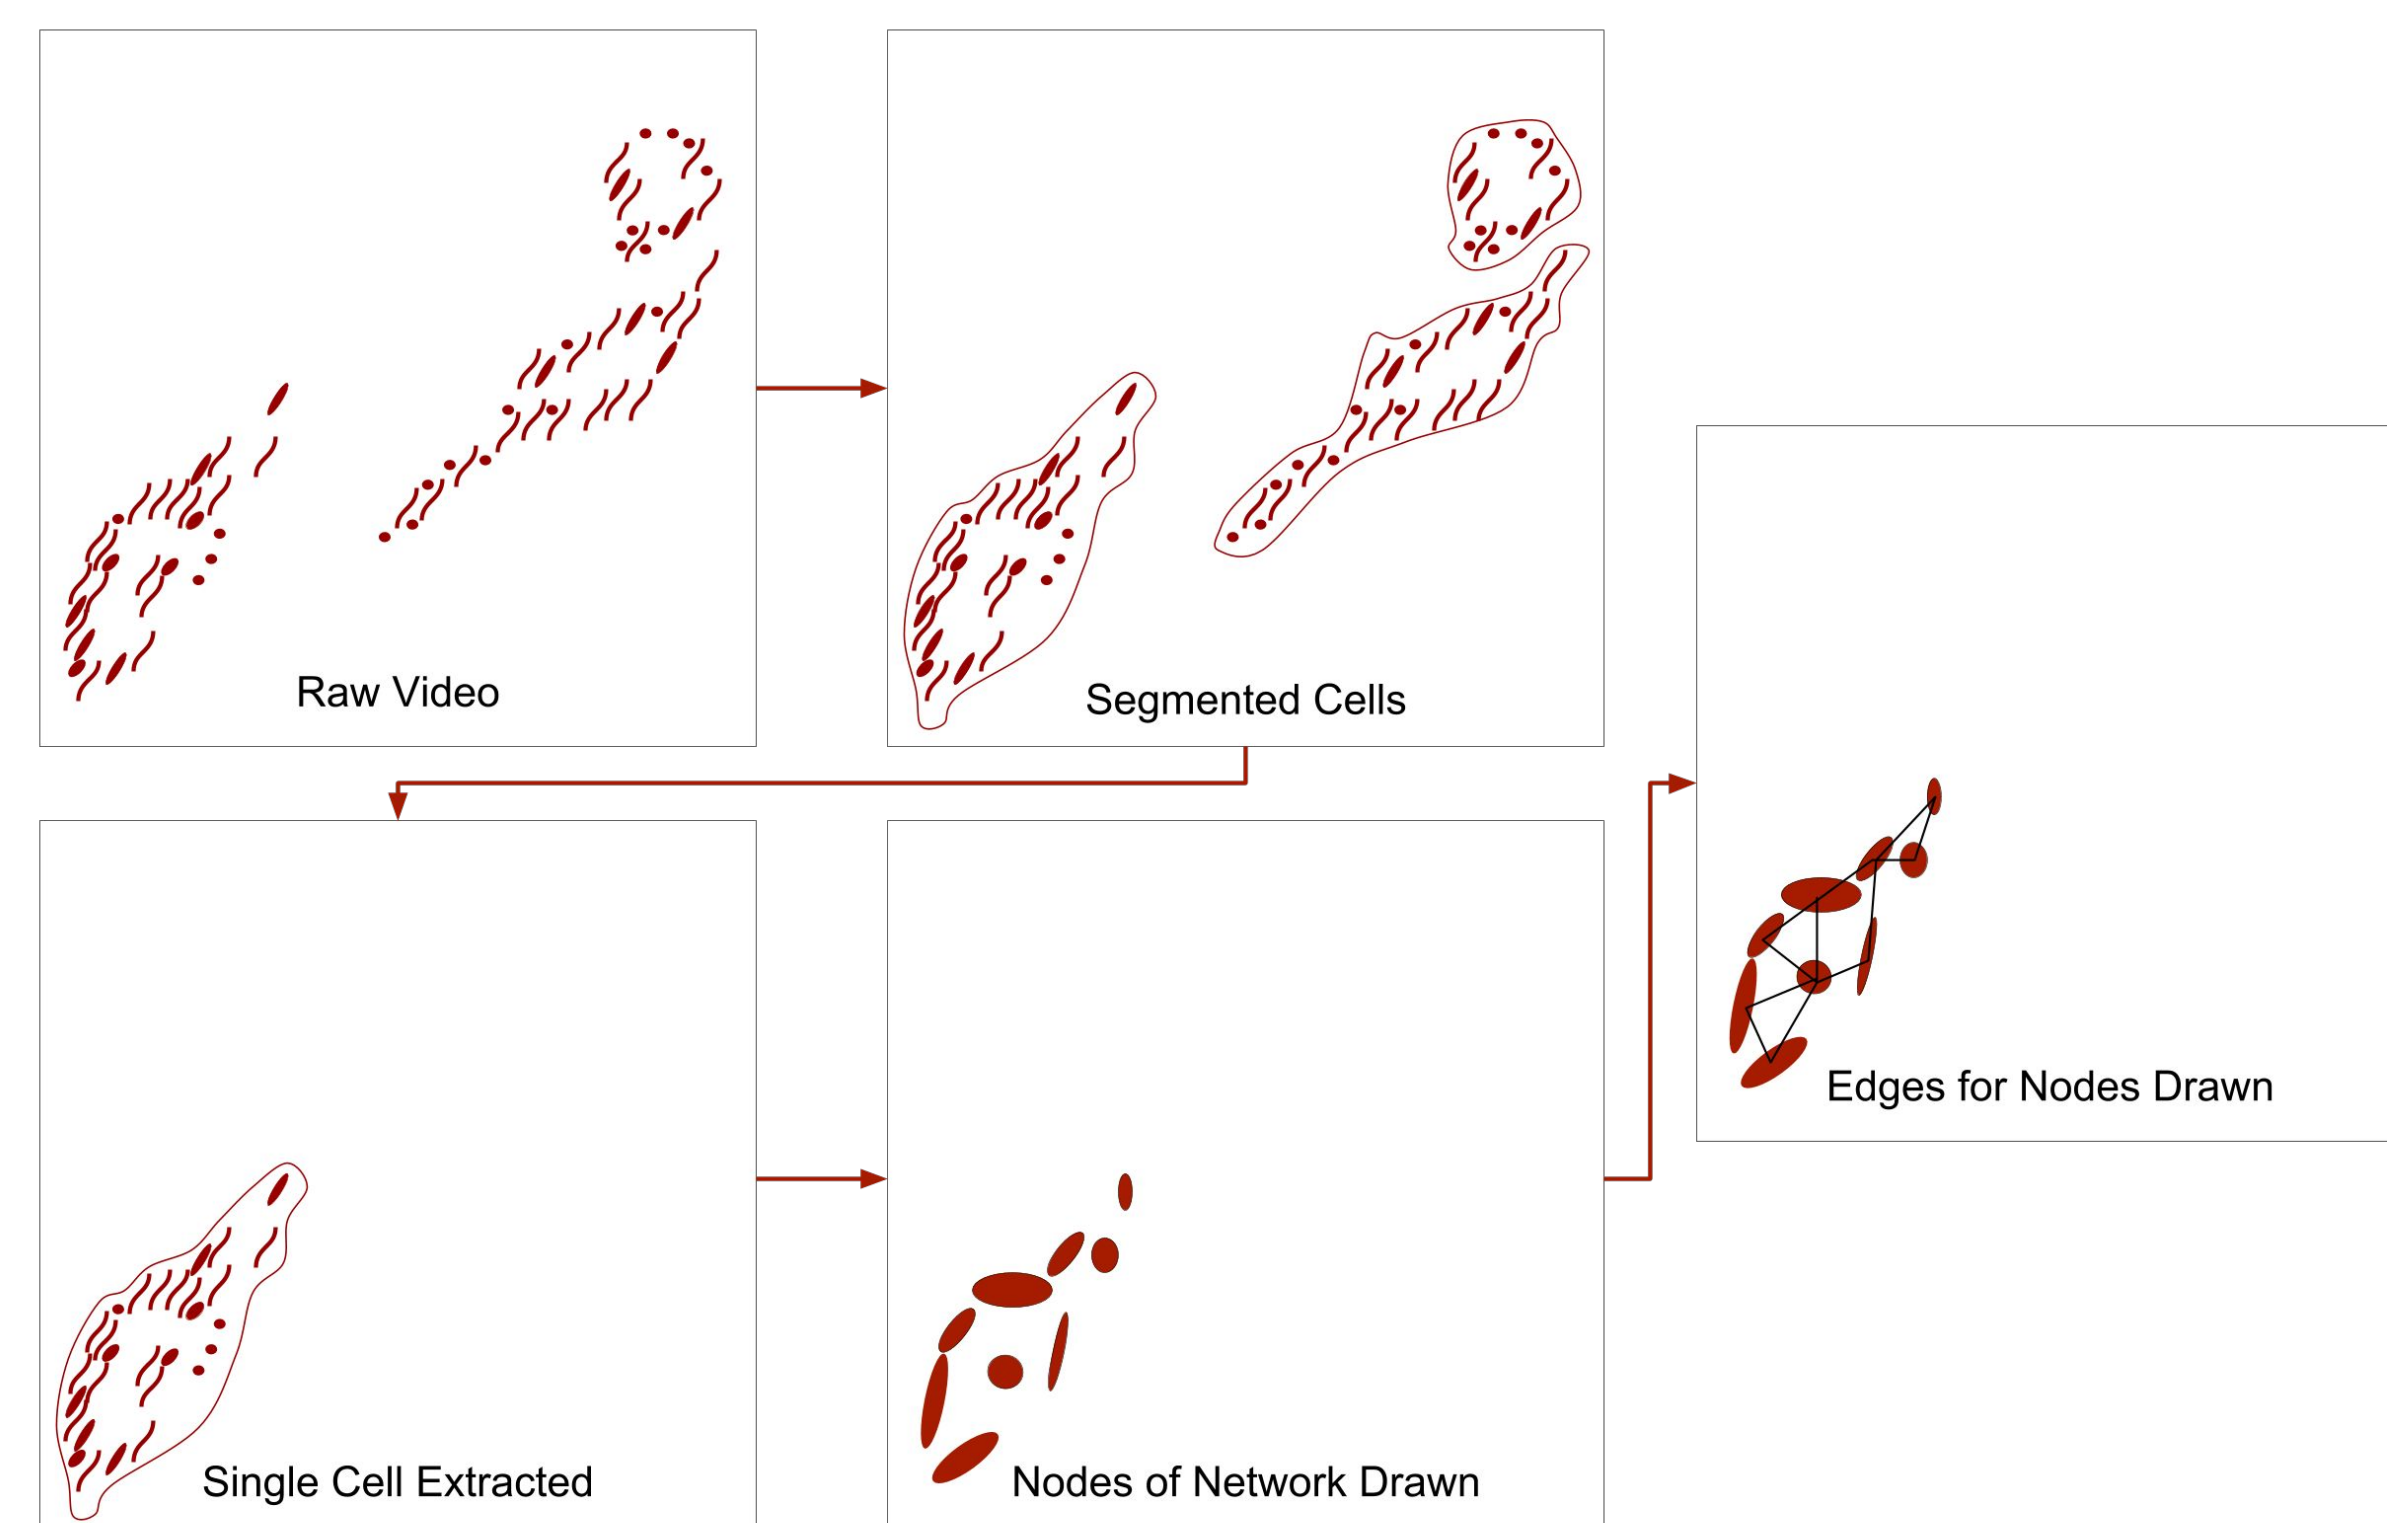 Raw Video
Segmented Cells
Single Cell Extracted
Nodes of Network Drawn
Edges for Nodes Drawn